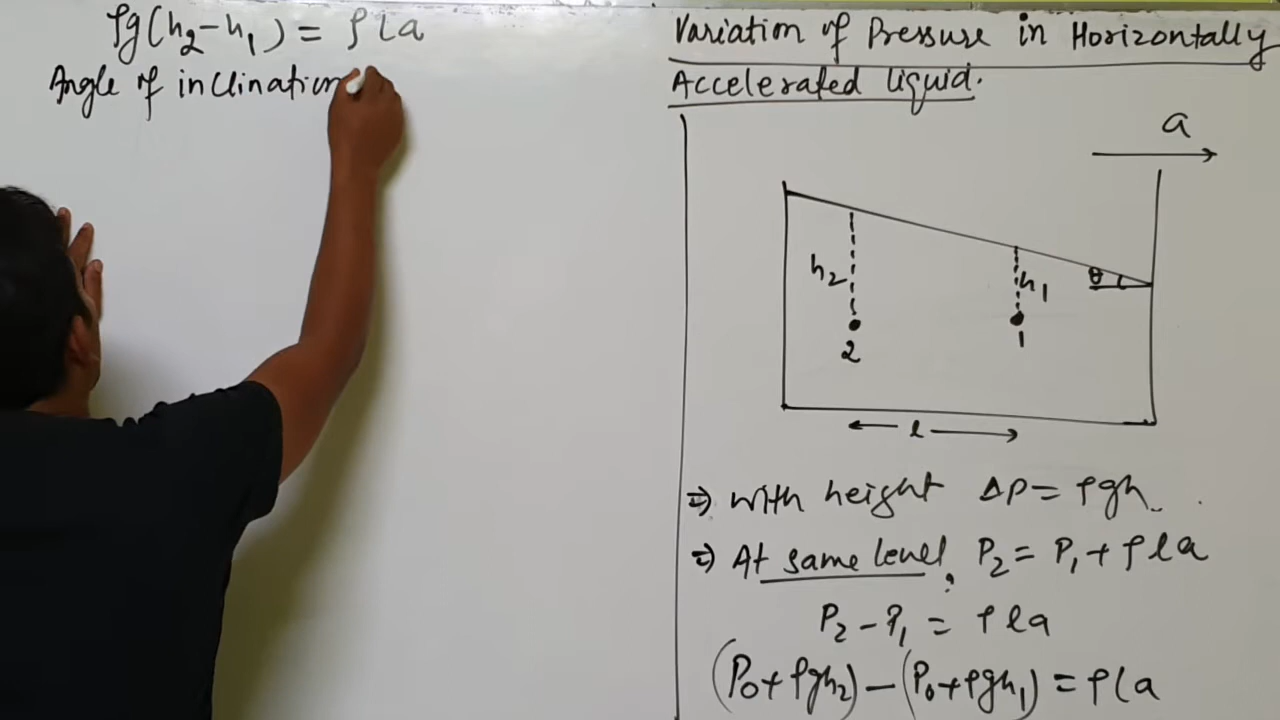 ρg(h₂-h₁) = ρla
Angle of inclination
Variation of Pressure in Horizontally
Accelerated liquid.
a
h₂
h₁
θ
2
1
l
⇒ with height ΔP = ρgh
⇒ At same level, P₂ = P₁ + ρla
P₂ - P₁ = ρla
(P₀+ρgh₂) - (P₀+ρgh₁) = ρla